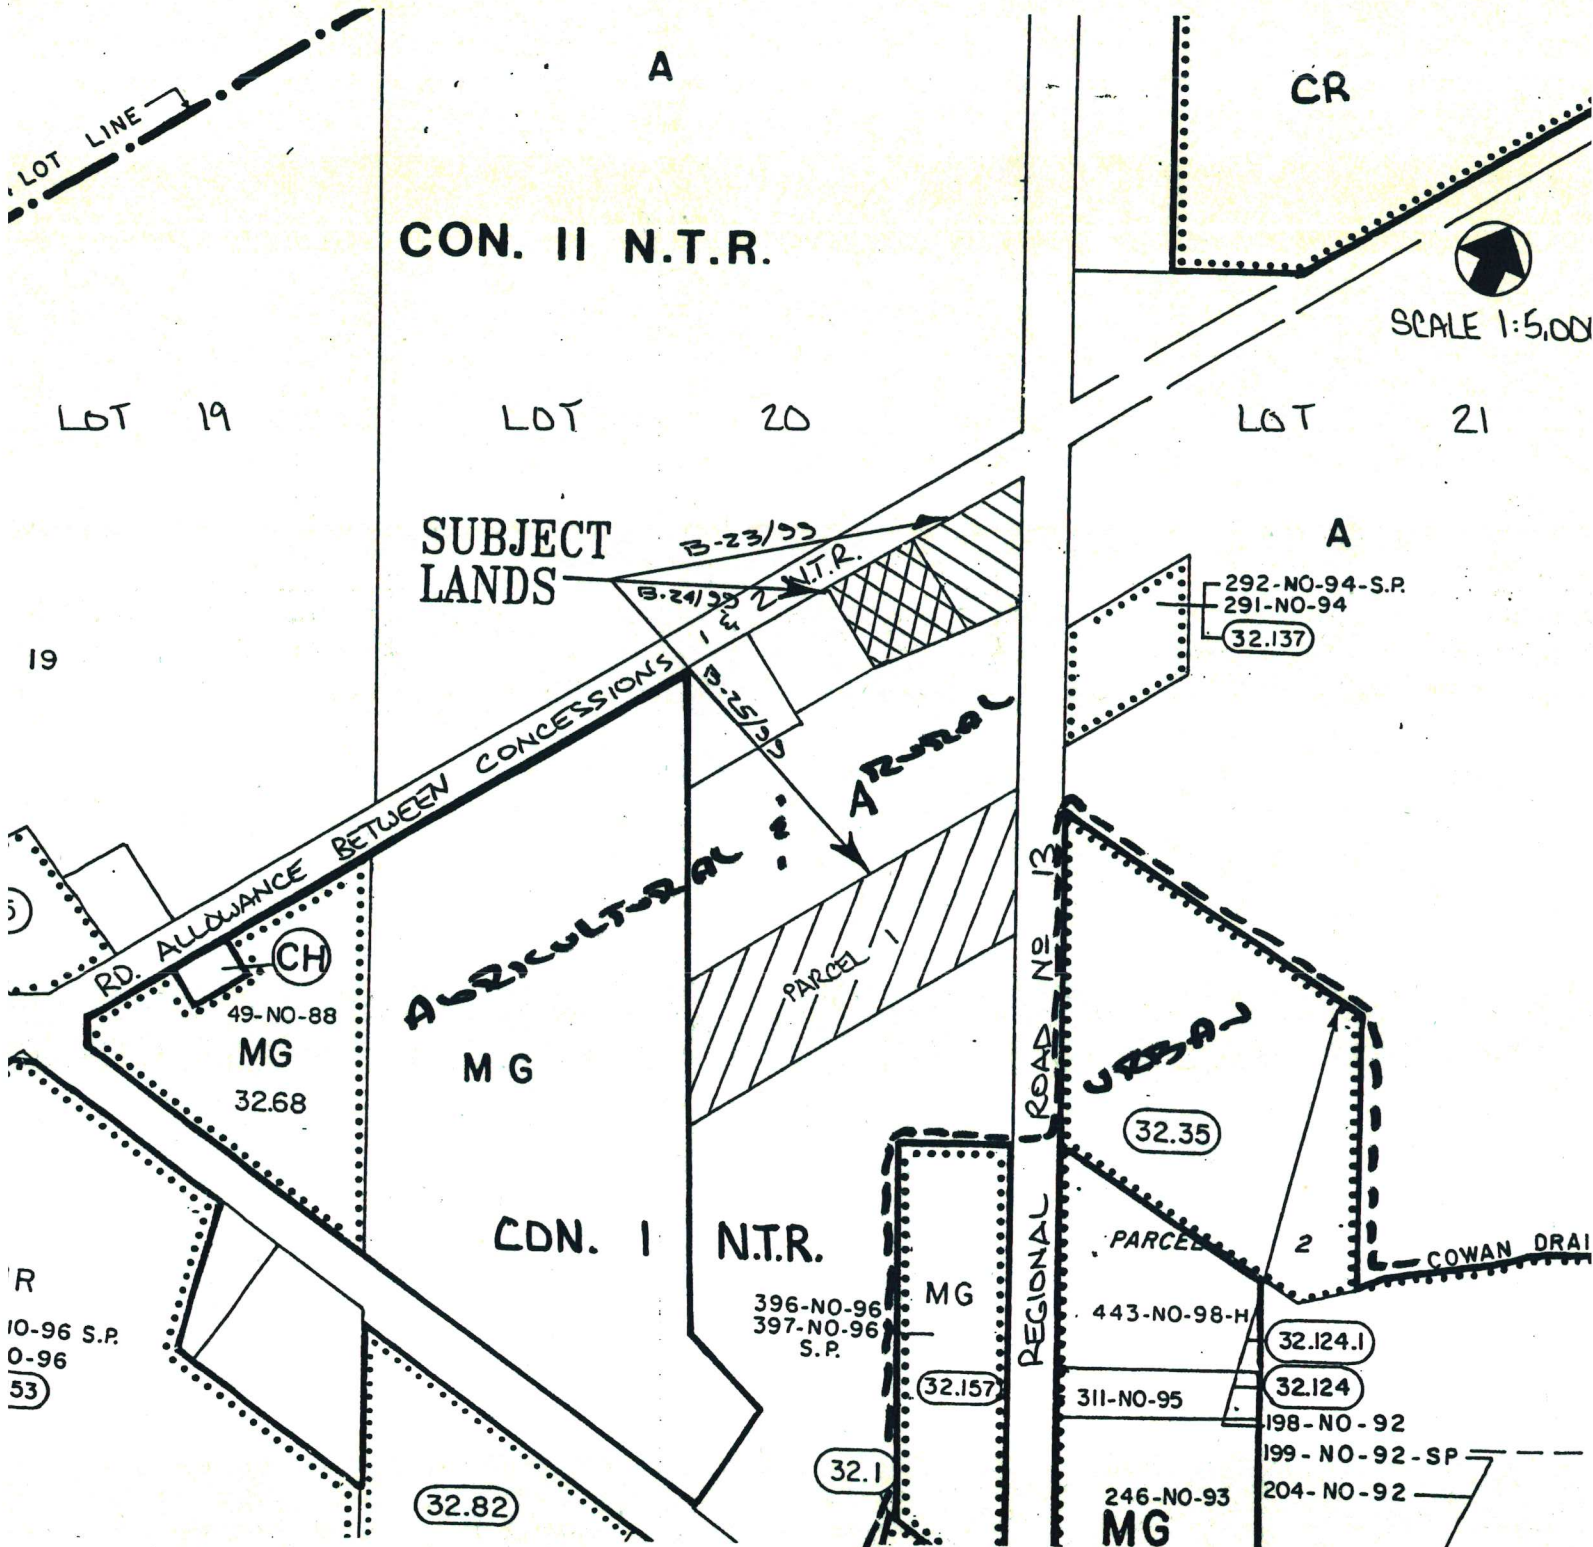 A
CR
LOT LINE
CON. II N.T.R.
SCALE 1:5,00
LOT 19
LOT 20
LOT 21
SUBJECT
LANDS
B-23/99
B-24/99
B-25/99
A
292-NO-94-S.P.
291-NO-94
32.137
19
RD. ALLOWANCE BETWEEN CONCESSIONS 1 & 2 N.T.R.
A RURAL
AGRICULTURAL
PARCEL 1
CH
49-NO-88
MG
32.68
MG
REGIONAL ROAD Nº 13
URBAN
32.35
CON. 1 N.T.R.
PARCEL 2
COWAN DRAI
R
O-96 S.P.
O-96
53
396-NO-96
397-NO-96
S.P.
MG
32.157
443-NO-98-H
32.124.1
32.124
311-NO-95
198-NO-92
199-NO-92-SP
204-NO-92
246-NO-93
MG
32.1
32.82